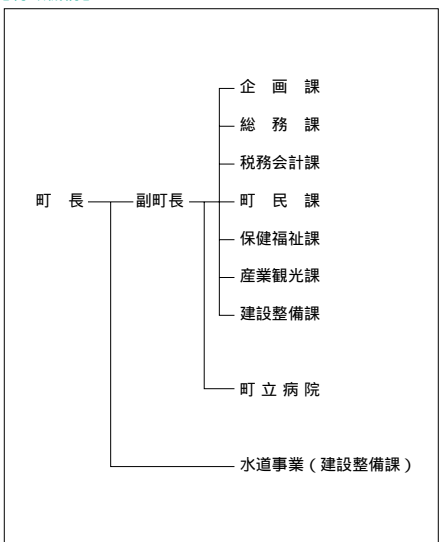 企画課
総務課
税務会計課
町長 副町長 町民課
保健福祉課
産業観光課
建設整備課
町立病院
水道事業（建設整備課）